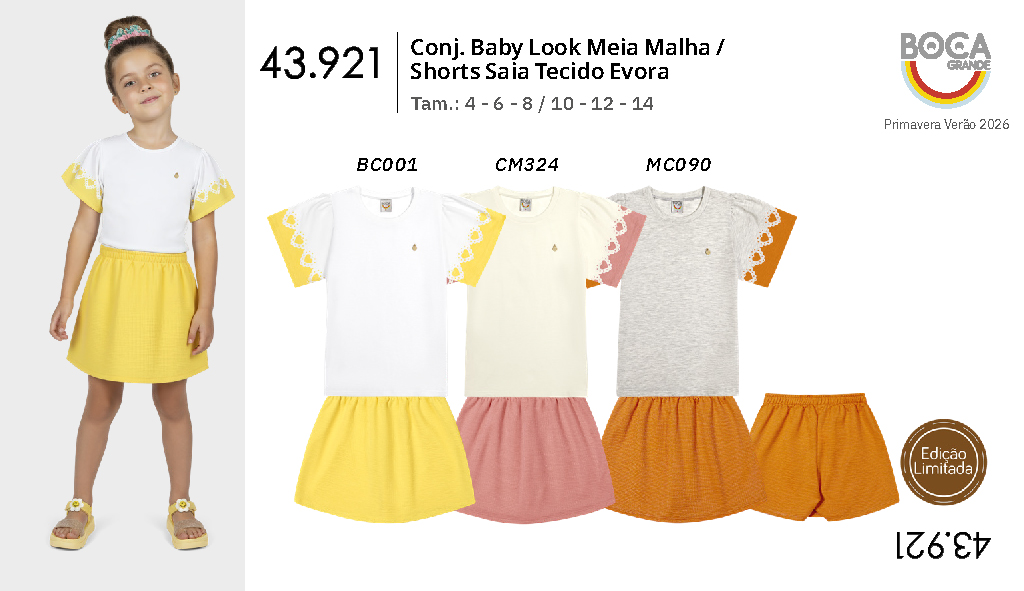 43.921
Conj. Baby Look Meia Malha /
Shorts Saia Tecido Evora
Tam.: 4 - 6 - 8 / 10 - 12 - 14
BOCA
GRANDE
Primavera Verão 2026
BC001
CM324
MC090
Edição
Limitada
43.921